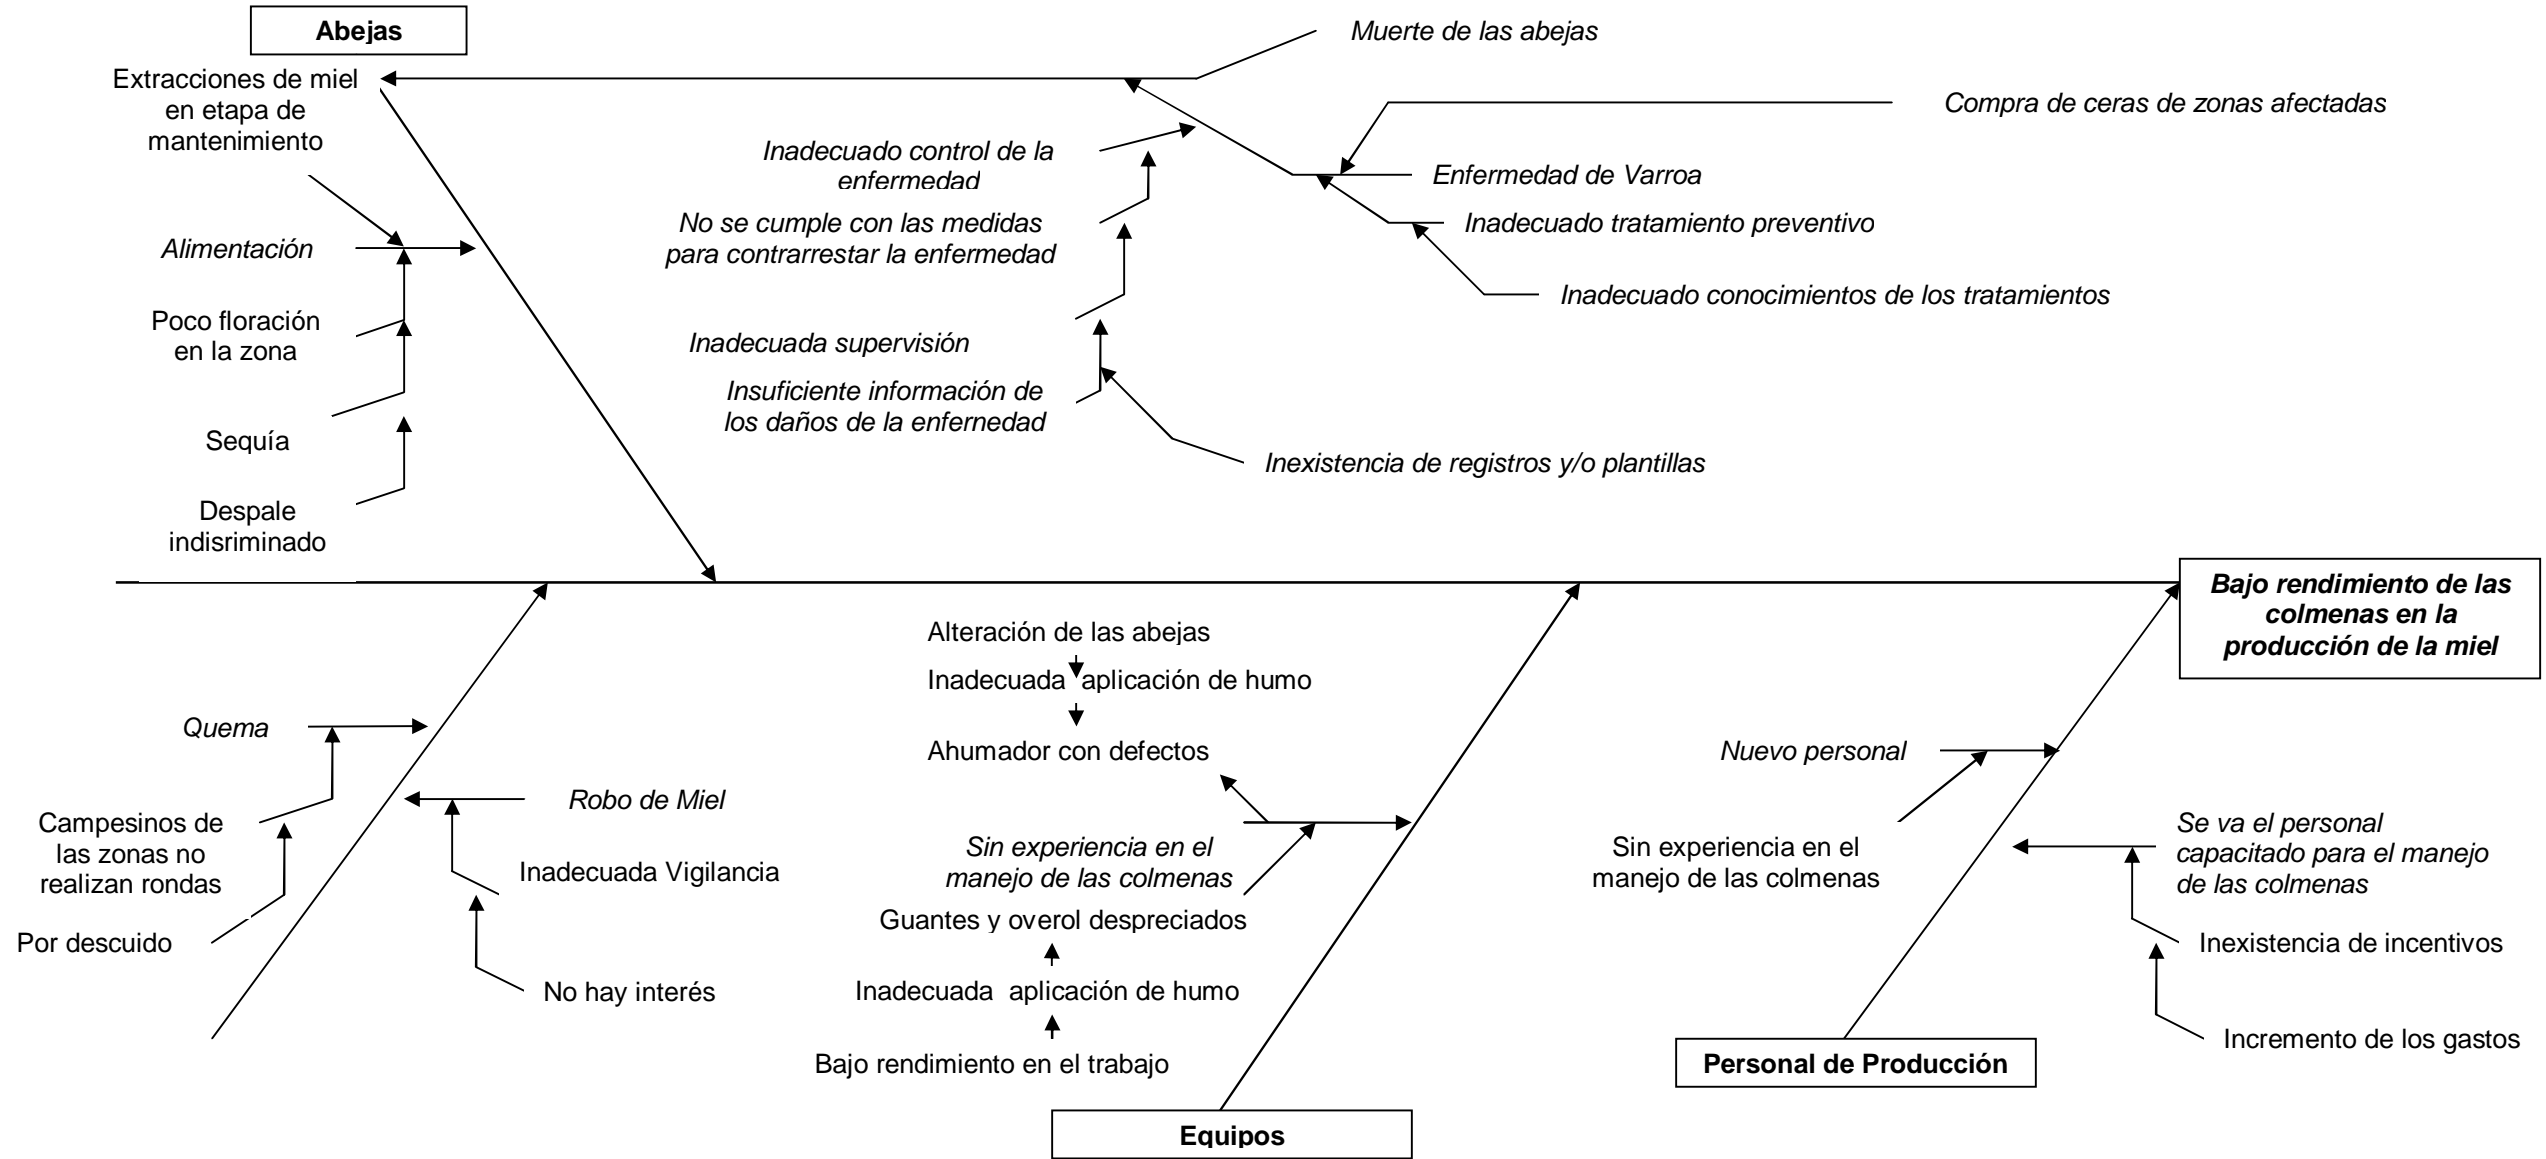 Abejas
Muerte de las abejas
Extracciones de miel
en etapa de
mantenimiento
Compra de ceras de zonas afectadas
Inadecuado control de la
enfermedad
Enfermedad de Varroa
No se cumple con las medidas
para contrarrestar la enfermedad
Inadecuado tratamiento preventivo
Alimentación
Inadecuado conocimientos de los tratamientos
Poco floración
en la zona
Inadecuada supervisión
Insuficiente información de
los daños de la enfernedad
Sequía
Inexistencia de registros y/o plantillas
Despale
indisriminado
Bajo rendimiento de las
colmenas en la
producción de la miel
Alteración de las abejas
Inadecuada aplicación de humo
Quema
Ahumador con defectos
Nuevo personal
Robo de Miel
Campesinos de
las zonas no
realizan rondas
Inadecuada Vigilancia
Sin experiencia en el
manejo de las colmenas
Sin experiencia en el
manejo de las colmenas
Se va el personal
capacitado para el manejo
de las colmenas
Guantes y overol despreciados
Por descuido
Inexistencia de incentivos
No hay interés
Inadecuada aplicación de humo
Incremento de los gastos
Bajo rendimiento en el trabajo
Personal de Producción
Equipos